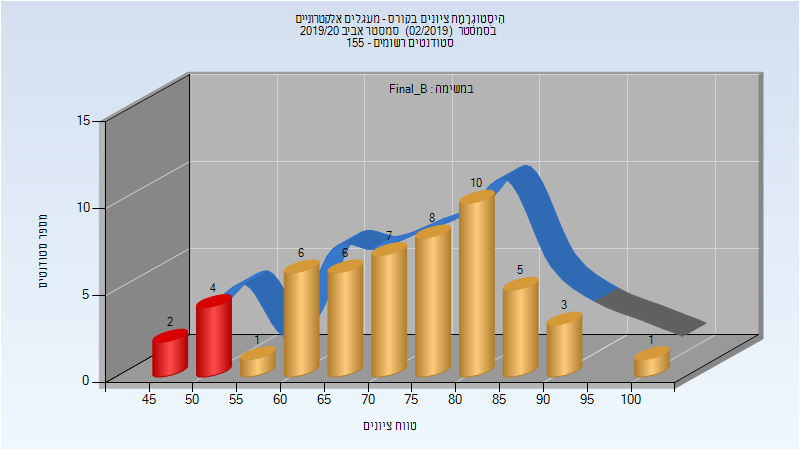 היסטוגרמת ציונים בקורס - מעגלים אלקטרוניים
בסמסטר (02/2019) סמסטר אביב 2019/20
סטודנטים רשומים - 155
במשימה : Final_B
מספר סטודנטים
15
10
5
0
2
4
1
6
6
7
8
10
5
3
1
45 50 55 60 65 70 75 80 85 90 95 100
טווח ציונים